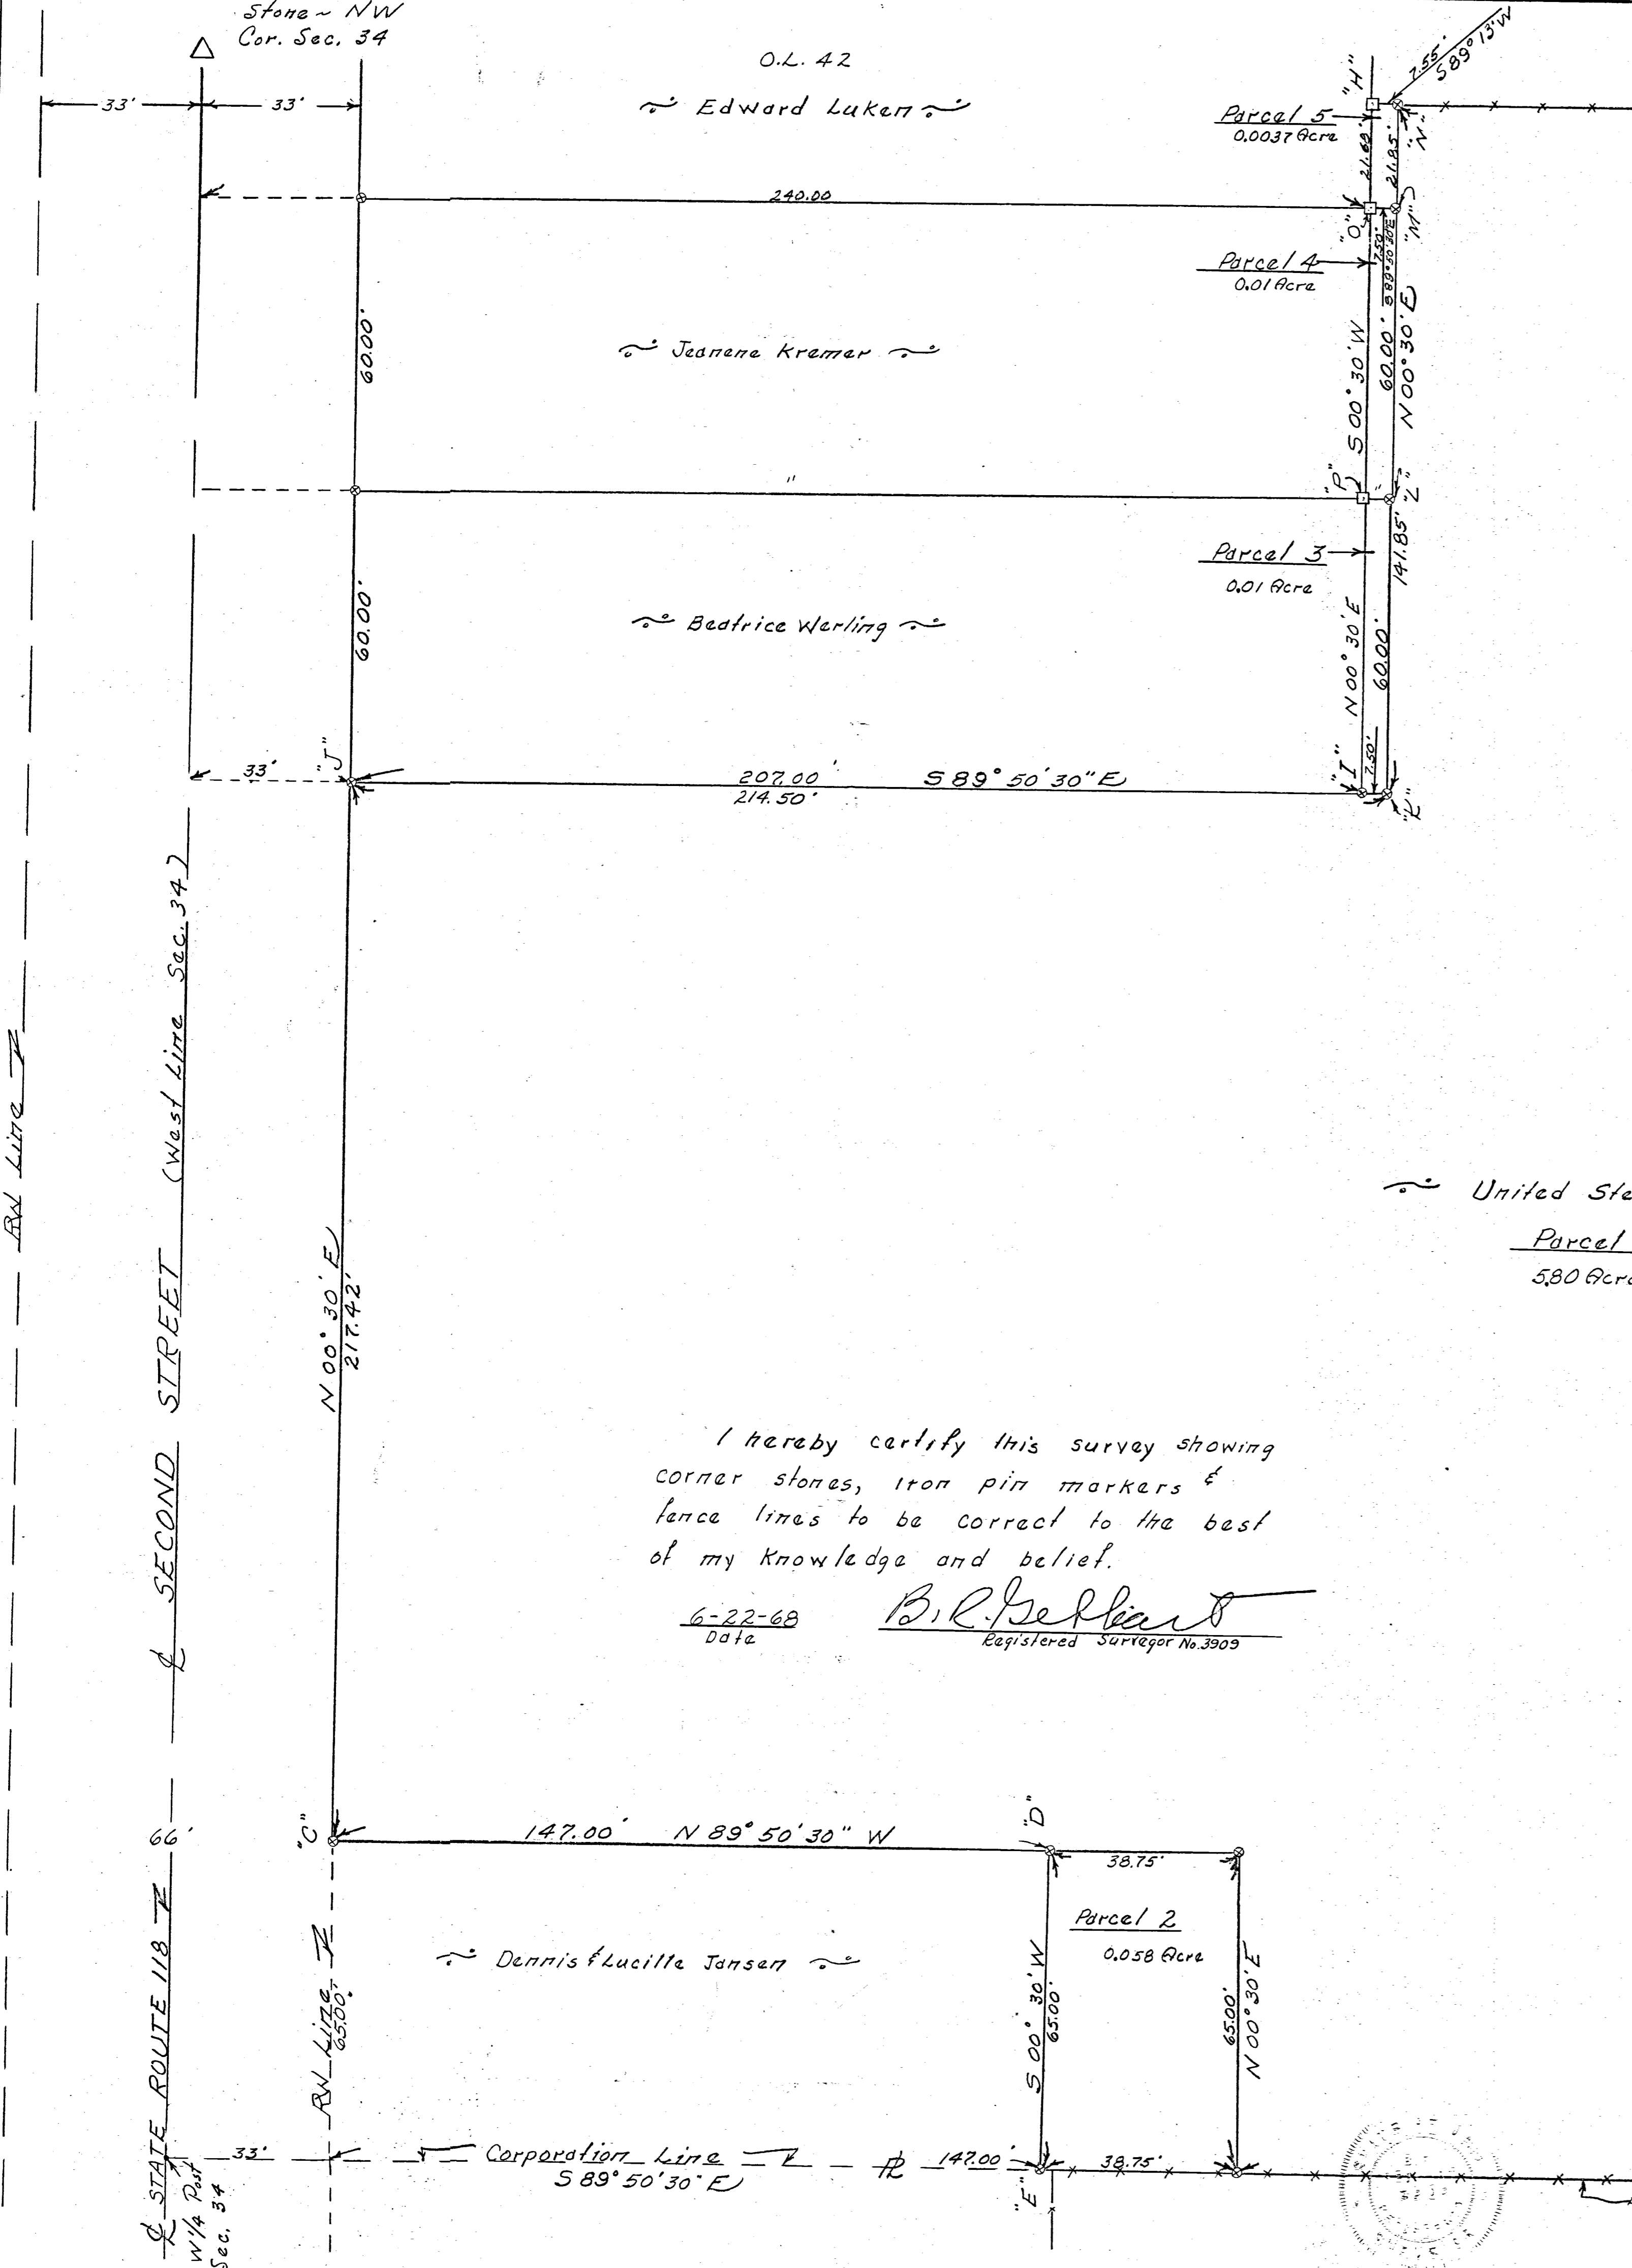 Stone ~ NW
Cor. Sec. 34
O.L. 42
Edward Luken
33'
33'
7.55'
S 89° 13' W
"H"
Parcel 5
0.0037 Acre
21.69'
21.85'
"N"
240.00
"O"
"M"
7.50'
S 89° 50' 30" E
Parcel 4
0.01 Acre
60.00'
Jeanene Kremer
S 00° 30' W
60.00'
N 00° 30' E
"
"P"
"
"L"
Parcel 3
0.01 Acre
141.85'
60.00'
Beatrice Werling
N 00° 30' E
60.00'
33'
"J"
207.00' S 89° 50' 30" E
214.50'
"I"
7.50'
"K"
R/W Line
℄ SECOND STREET (West Line Sec. 34)
N 00° 30' E
217.42'
United Sta
Parcel
5.80 Acre
I hereby certify this survey showing
corner stones, iron pin markers &
fence lines to be correct to the best
of my knowledge and belief.
6-22-68
Date
B.R. Gebhart
Registered Surveyor No. 3909
66'
"C"
147.00' N 89° 50' 30" W
"D"
38.75'
Parcel 2
0.058 Acre
Dennis & Lucille Jansen
℄ STATE ROUTE 118
R/W Line
65.00'
S 00° 30' W
65.00'
65.00'
N 00° 30' E
33'
Corporation Line
S 89° 50' 30" E
℄
147.00'
38.75'
"E"
W 1/4 Post
Sec. 34